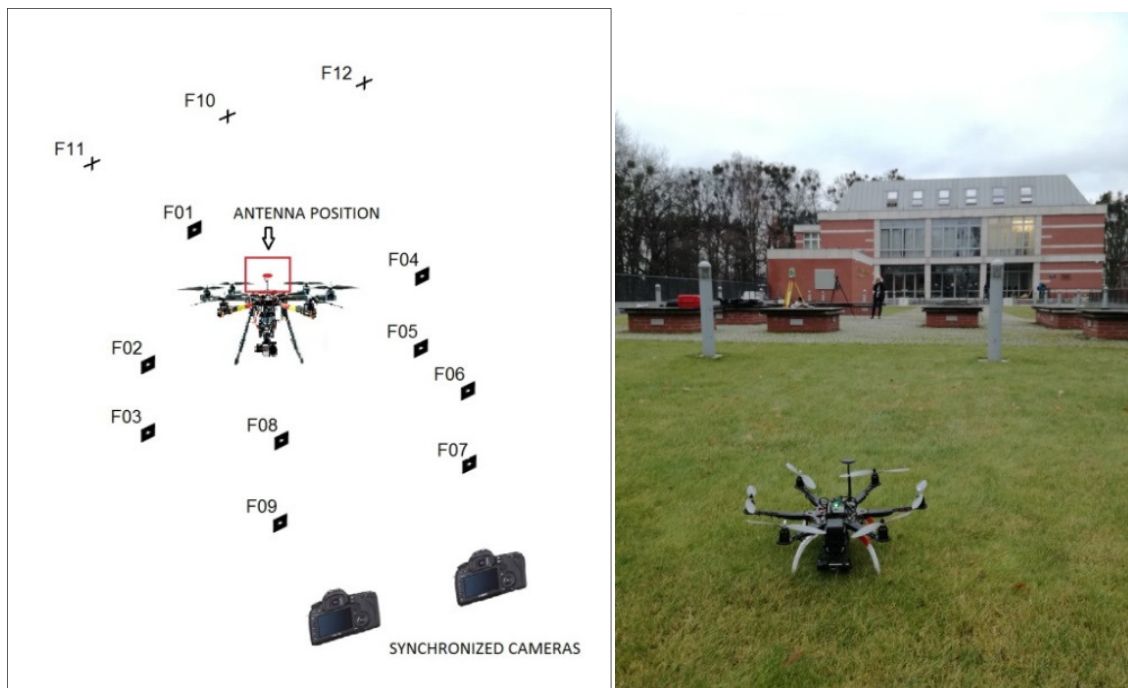 F12
F10
F11
F01
ANTENNA POSITION
F04
F02
F05
F06
F03
F08
F07
F09
SYNCHRONIZED CAMERAS